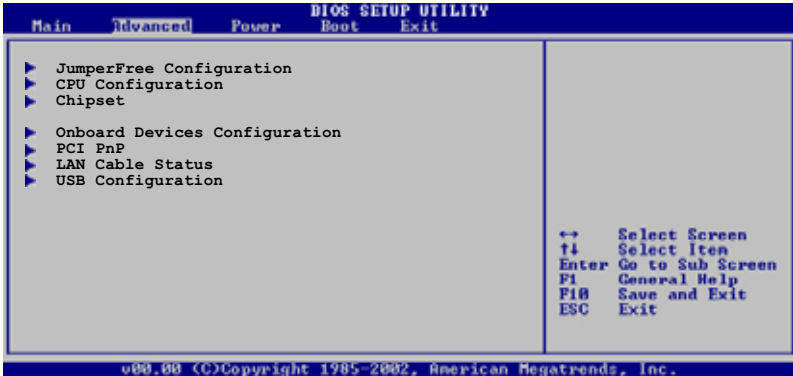 BIOS SETUP UTILITY
Main Advanced Power Boot Exit
JumperFree Configuration
CPU Configuration
Chipset
Onboard Devices Configuration
PCI PnP
LAN Cable Status
USB Configuration
↔ Select Screen
↑↓ Select Item
Enter Go to Sub Screen
F1 General Help
F10 Save and Exit
ESC Exit
v00.00 (C)Copyright 1985-2002, American Megatrends, Inc.